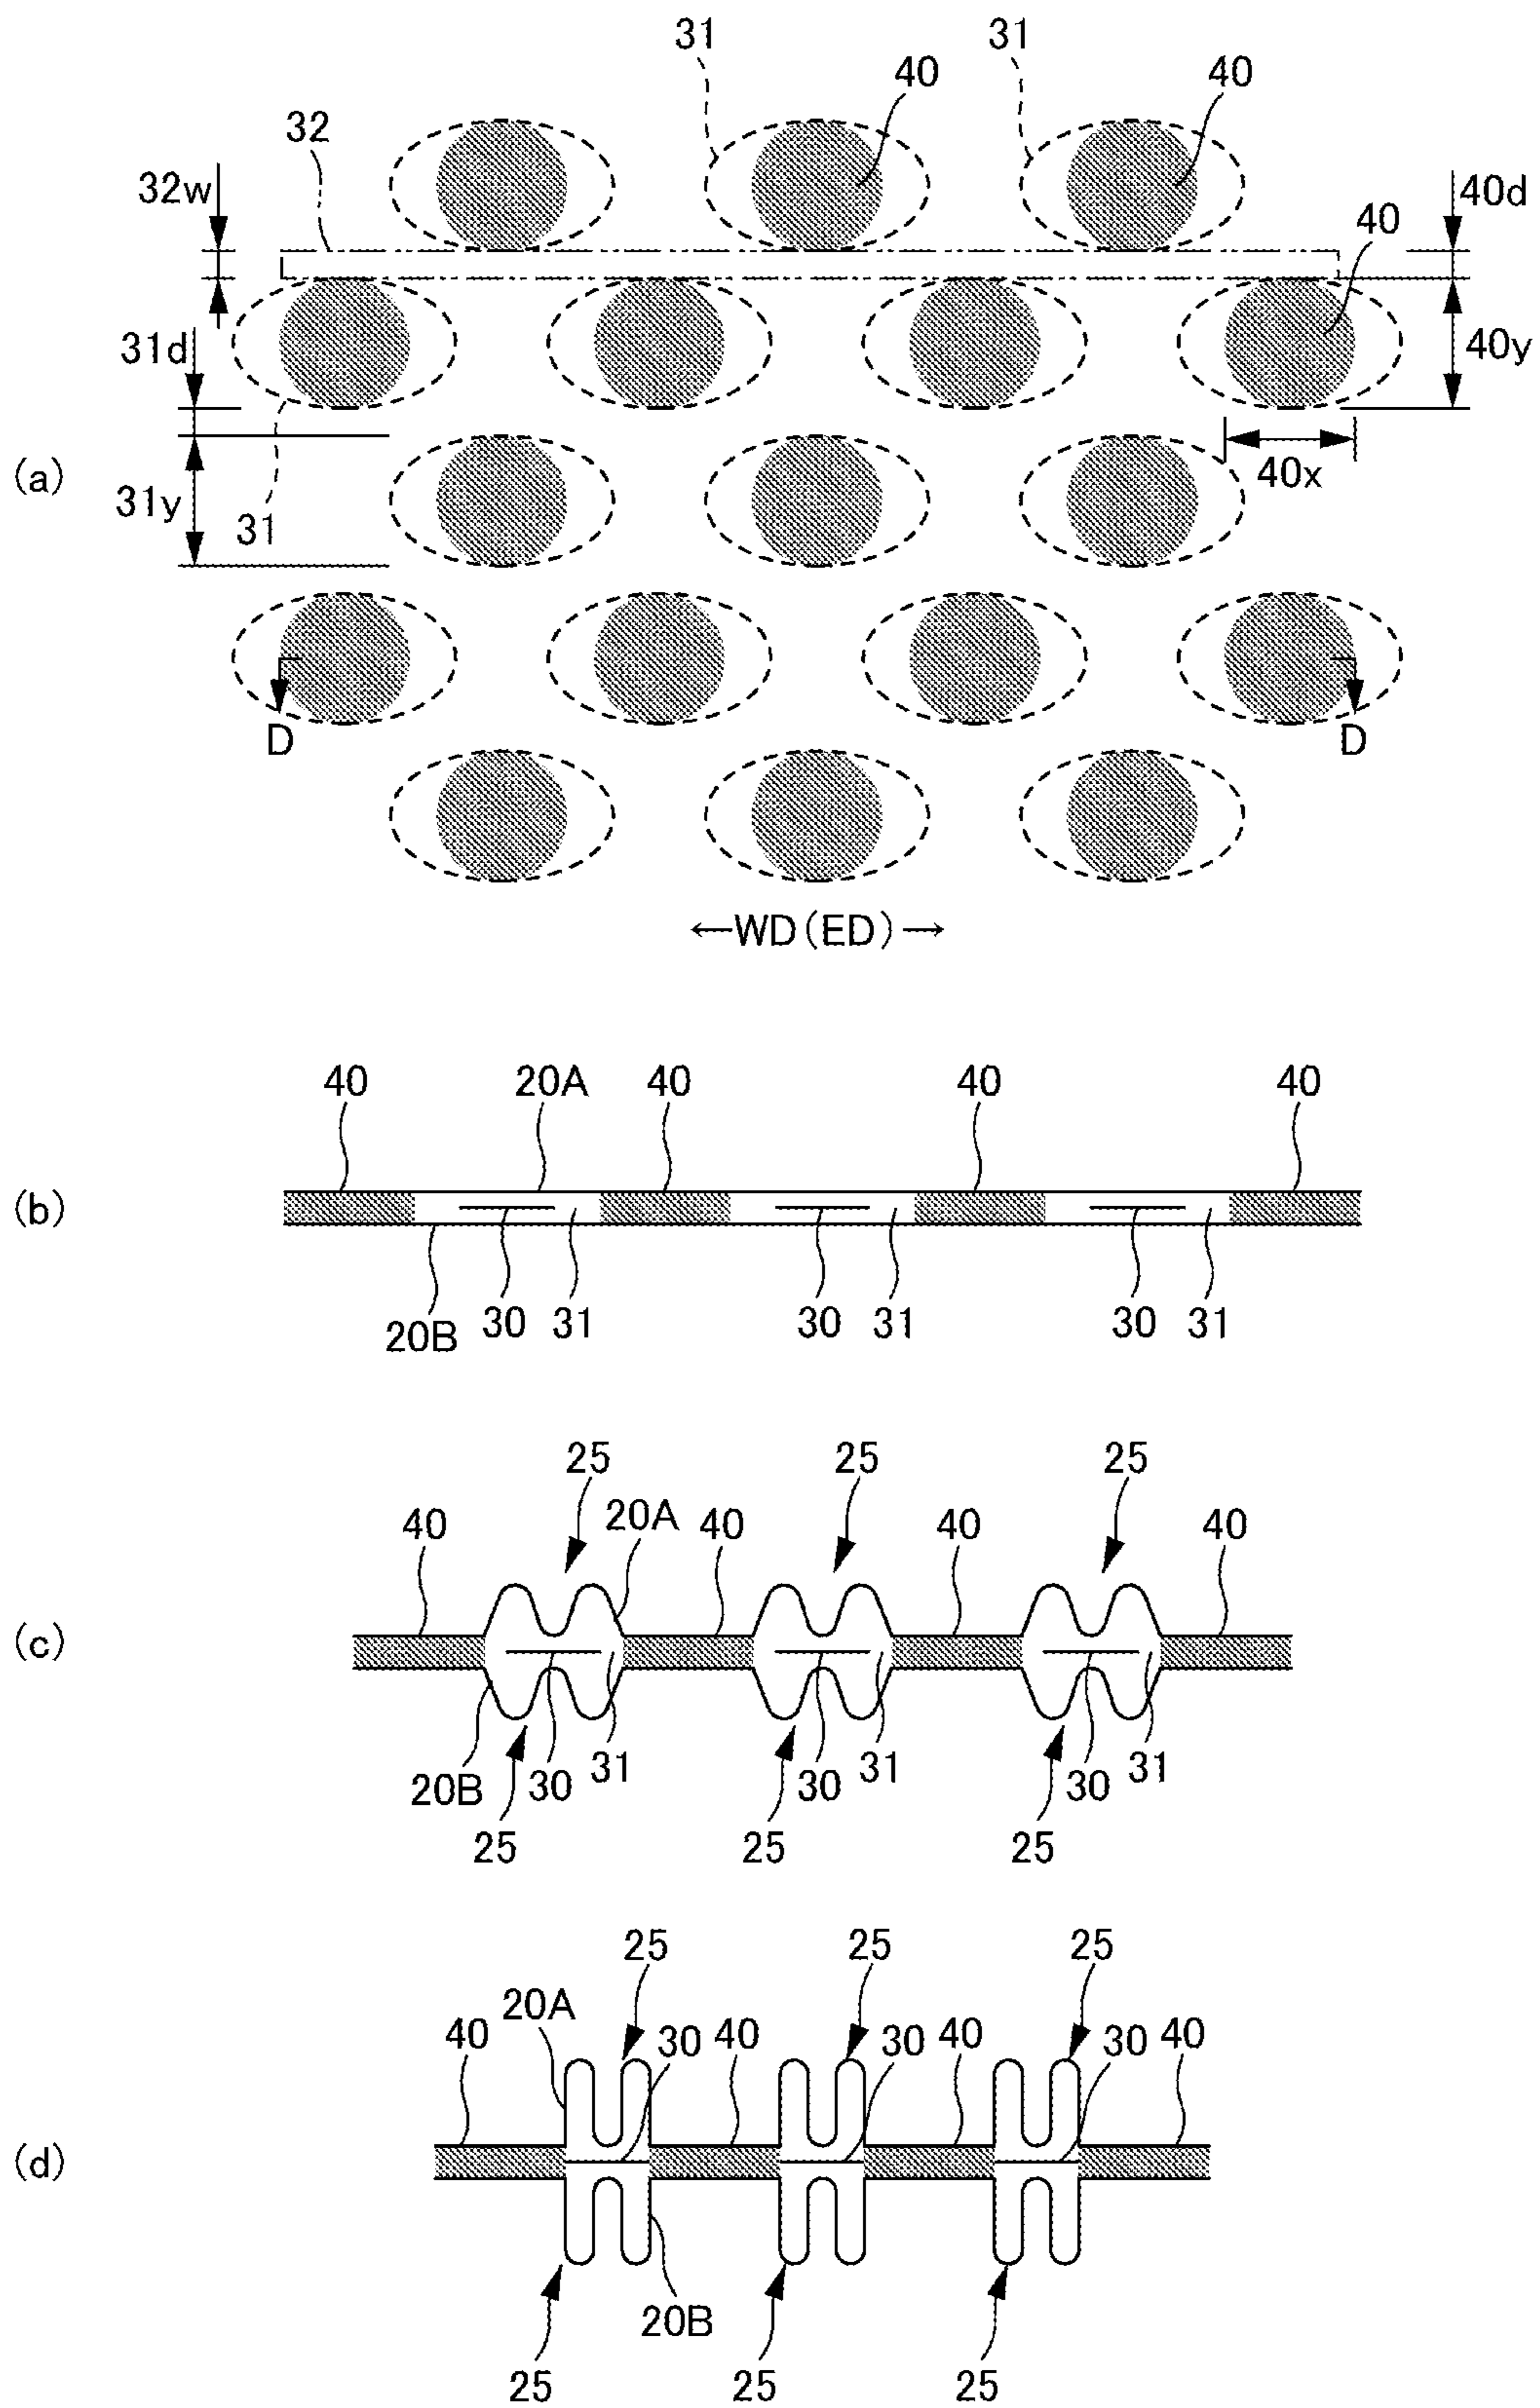 31 31
40 40
32
32w 40d
40
31d 40y
(a)
31y 31 40x
D D
←WD(ED)→
40 20A 40 40 40
(b)
20B 30 31 30 31 30 31
25 25 25
40 20A 40 40 40
(c)
20B 30 31 30 31 30 31
25 25 25
25 25 25
20A
40 30 40 30 40 30 40
(d)
20B
25 25 25